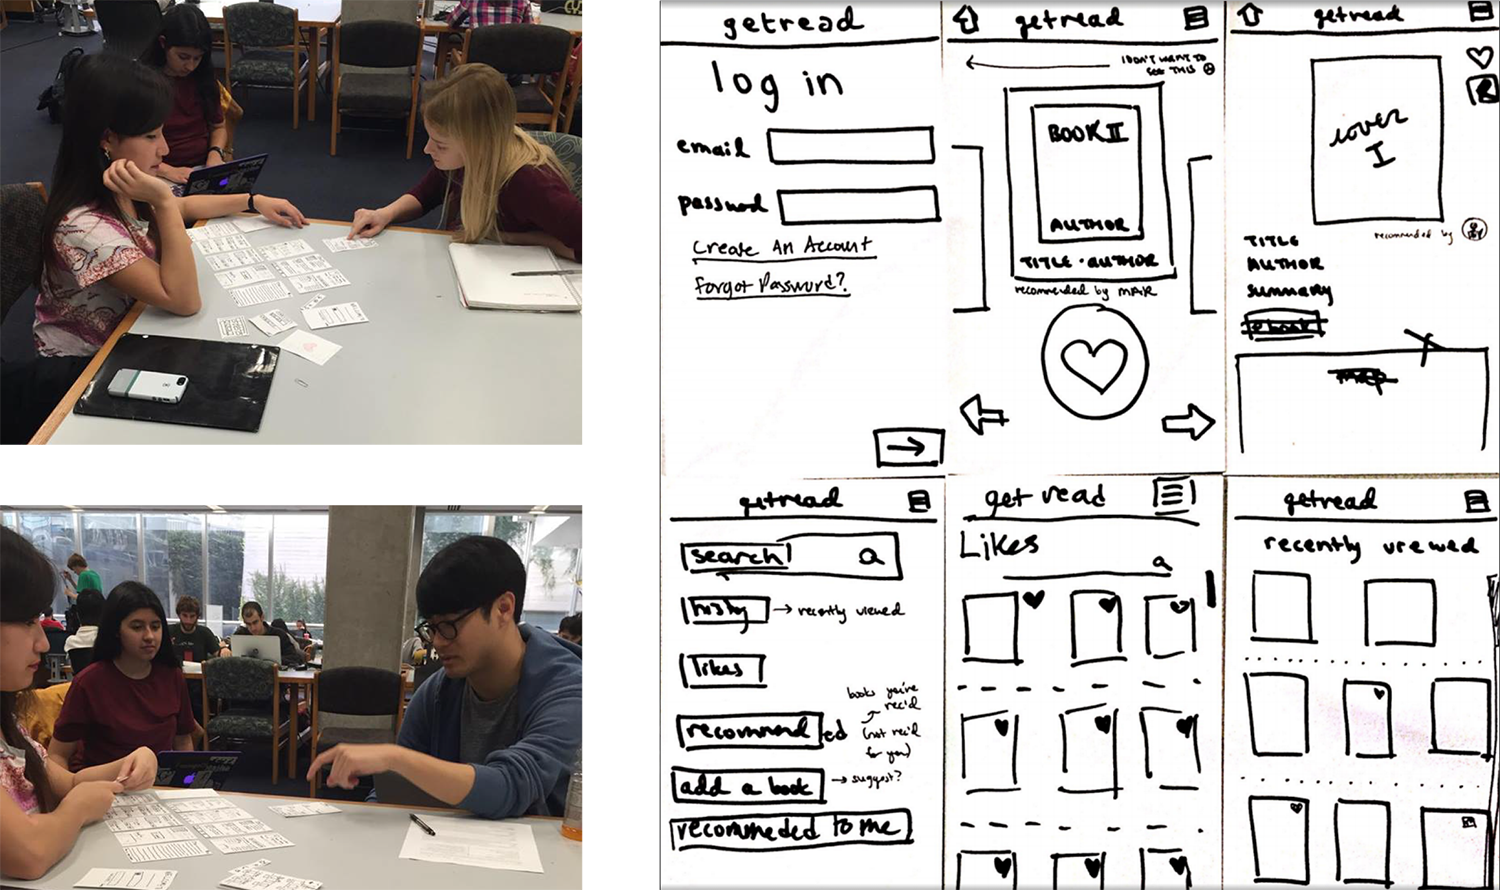 getread
log in
email
password
Create An Account
Forgot Password?
getread
I DON'T WANT TO
SEE THIS
BOOK II
AUTHOR
TITLE · AUTHOR
recommended by MAIR
getread
cover
I
recommended by
TITLE
AUTHOR
summary
ebook
map
getread
search
histy → recently viewed
likes
books you've
rec'd
(not rec'd
for you)
recommended
add a book → suggest?
recommeded to me
get read
Likes
getread
recently viewed